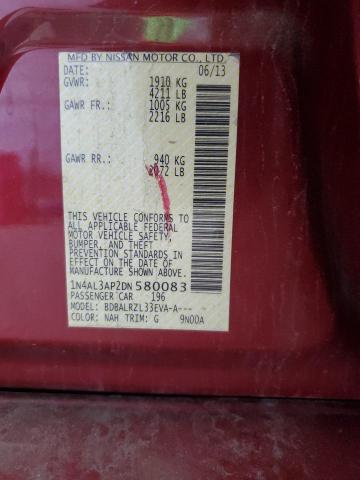 MFD BY NISSAN MOTOR CO., LTD.
DATE: 06/13
GVWR: 1910 KG
4211 LB
GAWR FR: 1005 KG
2216 LB
GAWR RR: 940 KG
2072 LB
THIS VEHICLE CONFORMS TO
ALL APPLICABLE FEDERAL
MOTOR VEHICLE SAFETY,
BUMPER, AND THEFT
PREVENTION STANDARDS IN
EFFECT ON THE DATE OF
MANUFACTURE SHOWN ABOVE.
1N4AL3AP2DN580083
PASSENGER CAR 196
MODEL: BDBALRZL33EVA-A---
COLOR: NAH TRIM: G 9N00A